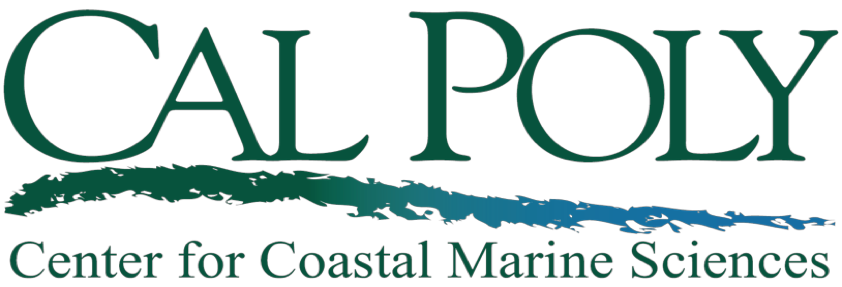 CAL POLY
Center for Coastal Marine Sciences